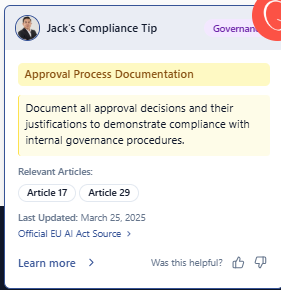 Jack's Compliance Tip
Governan
Approval Process Documentation
Document all approval decisions and their
justifications to demonstrate compliance with
internal governance procedures.
Relevant Articles:
Article 17 Article 29
Last Updated: March 25, 2025
Official EU AI Act Source >
Learn more >
Was this helpful?